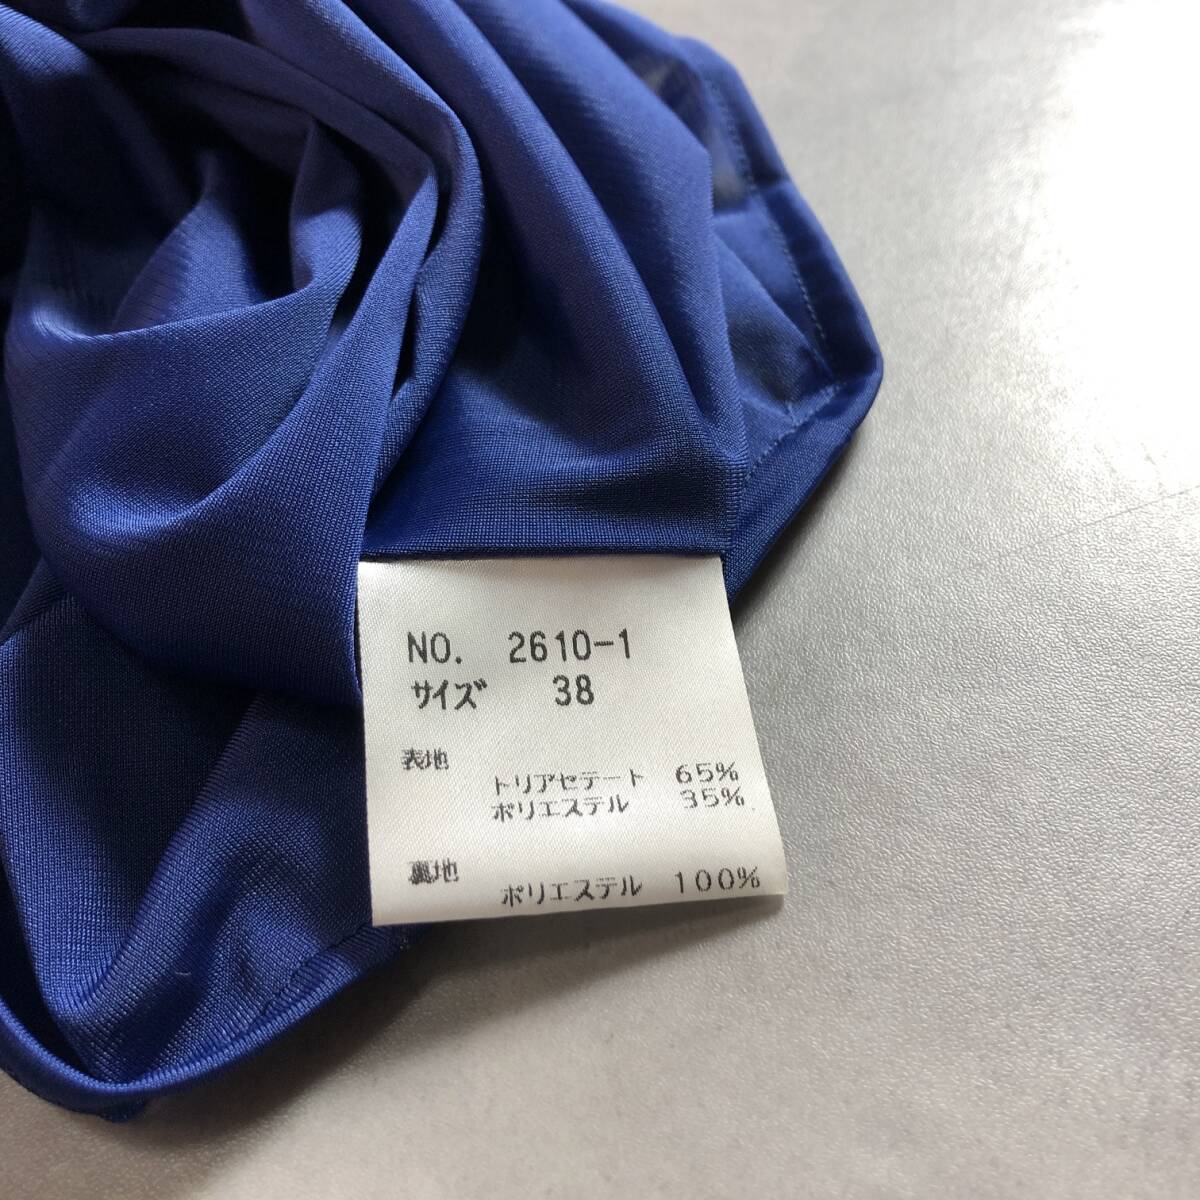 NO. 2610-1
サイズ 38
表地
トリアセテート 65%
ポリエステル 35%
裏地
ポリエステル 100%